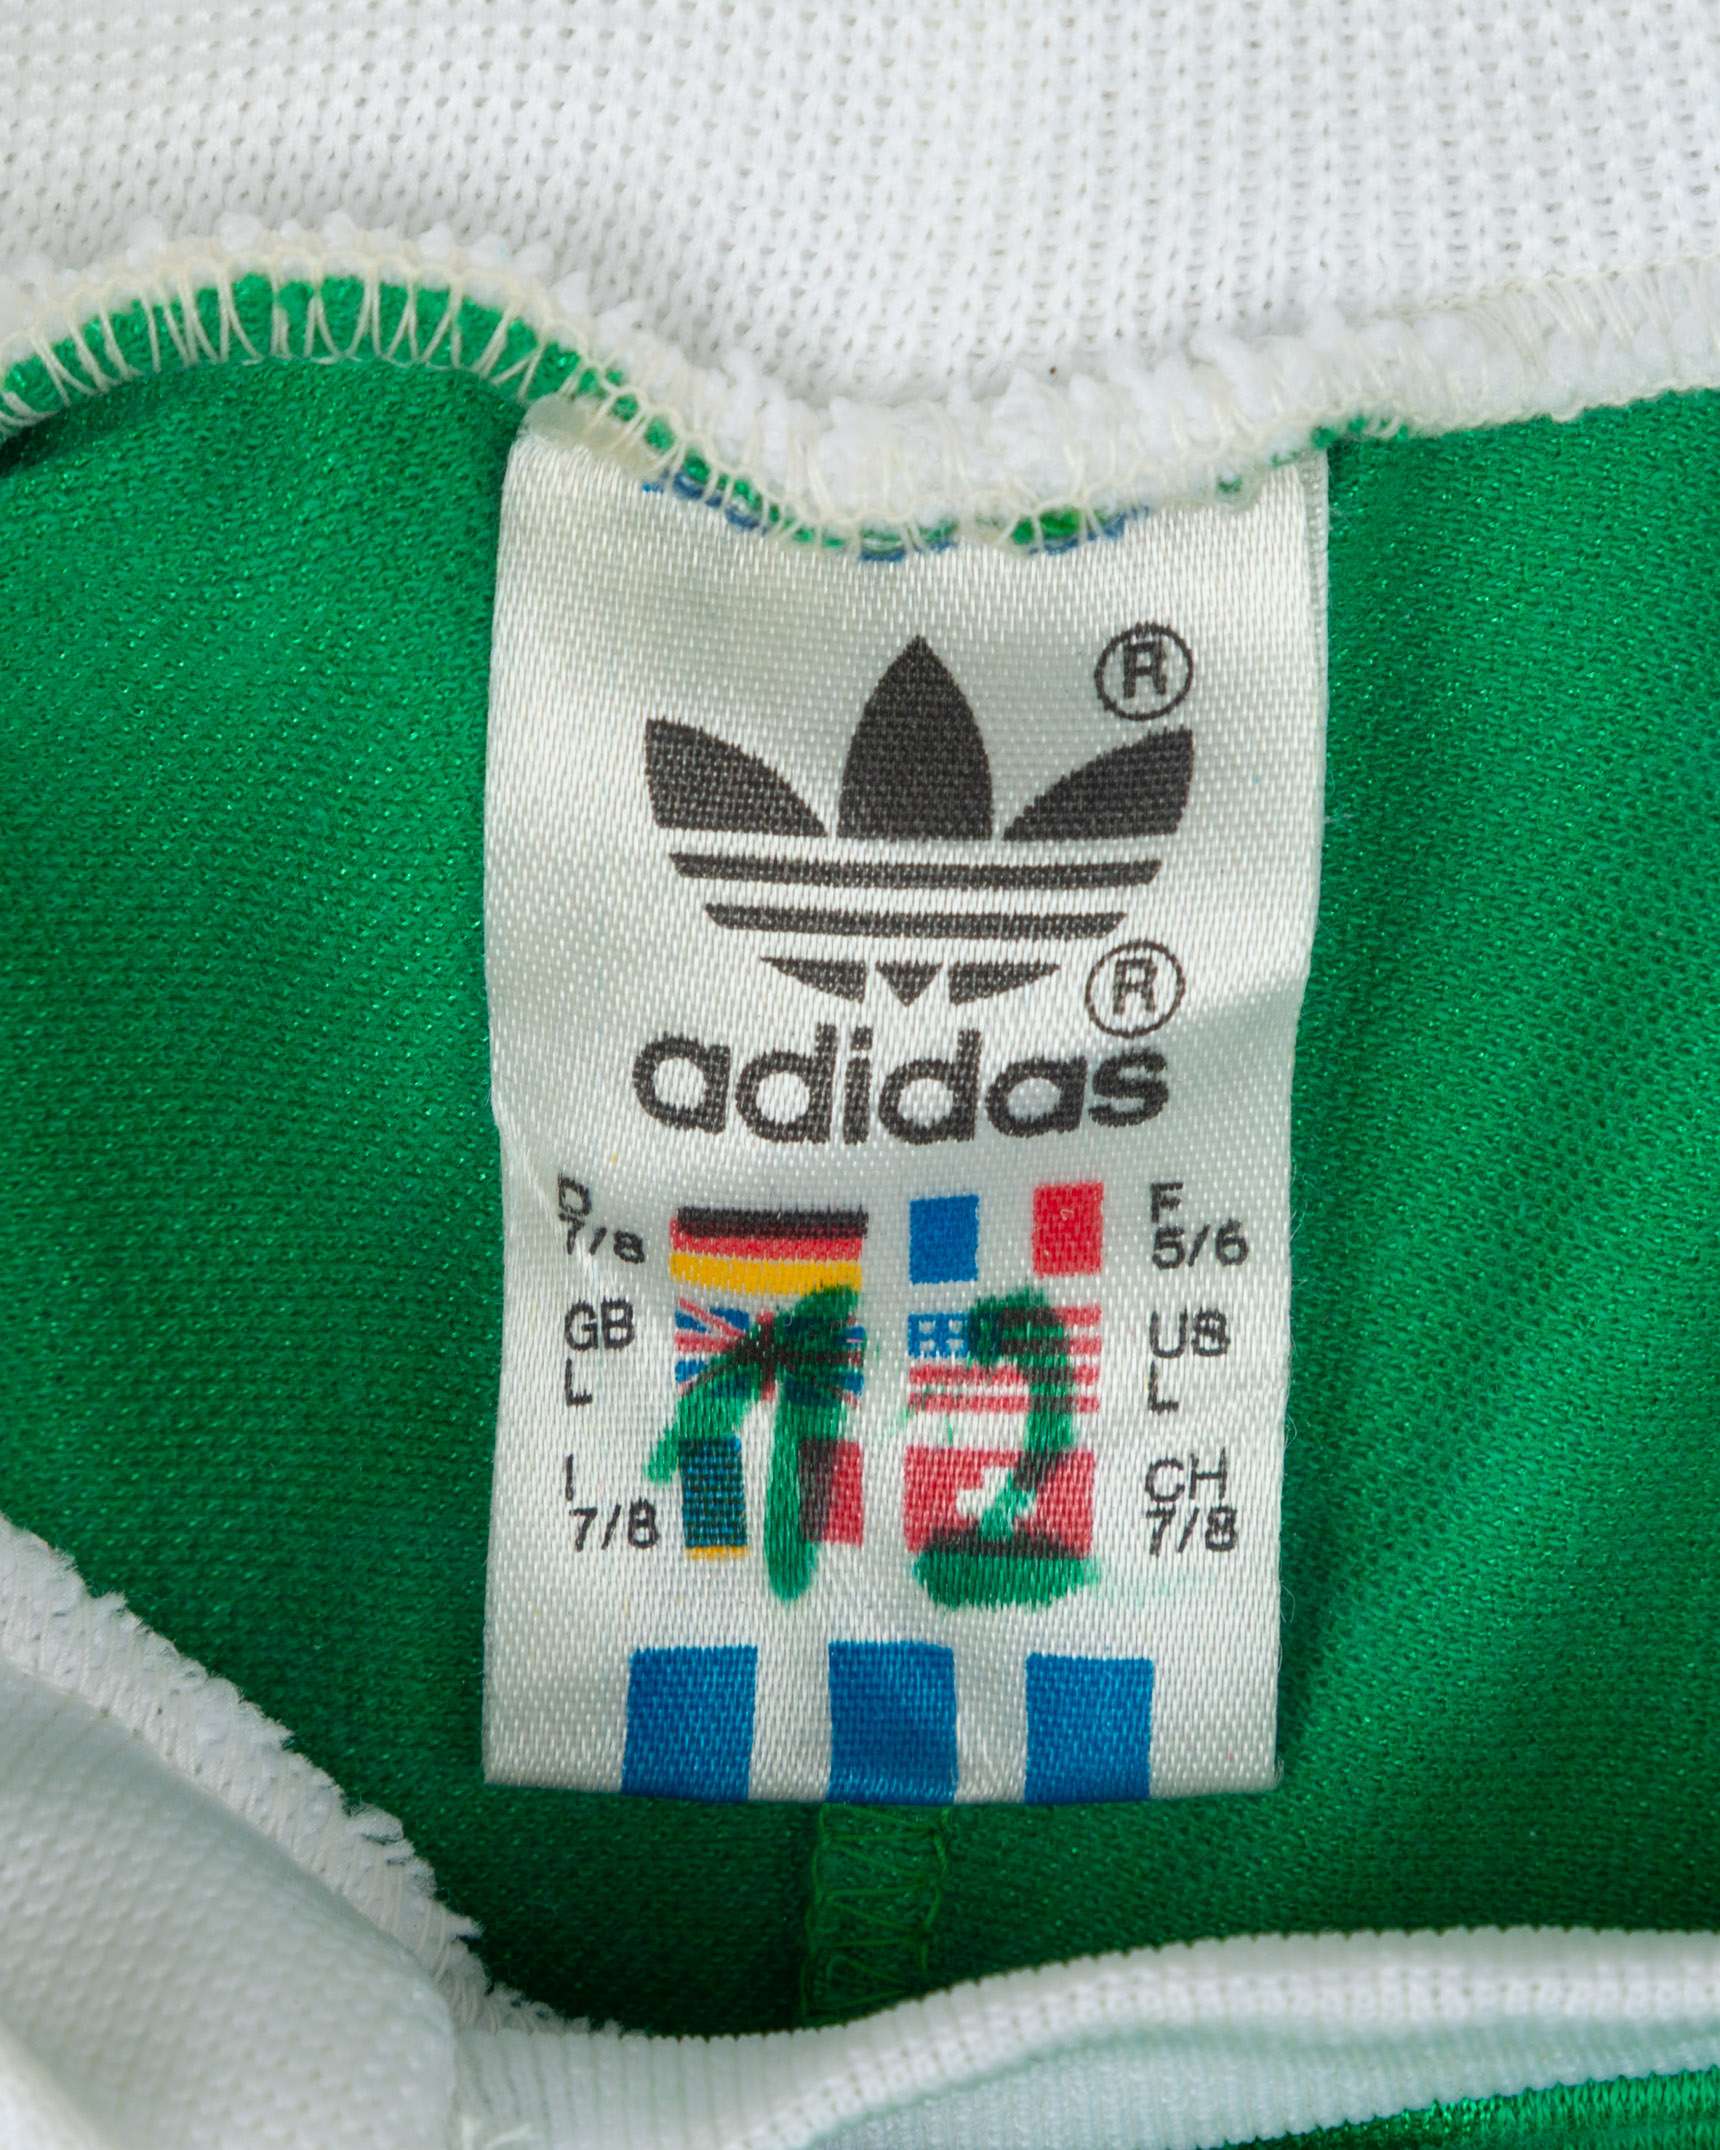 ®
®
adidas
D F
7/8 5/6
GB US
L L
I CH
7/8 7/8
12